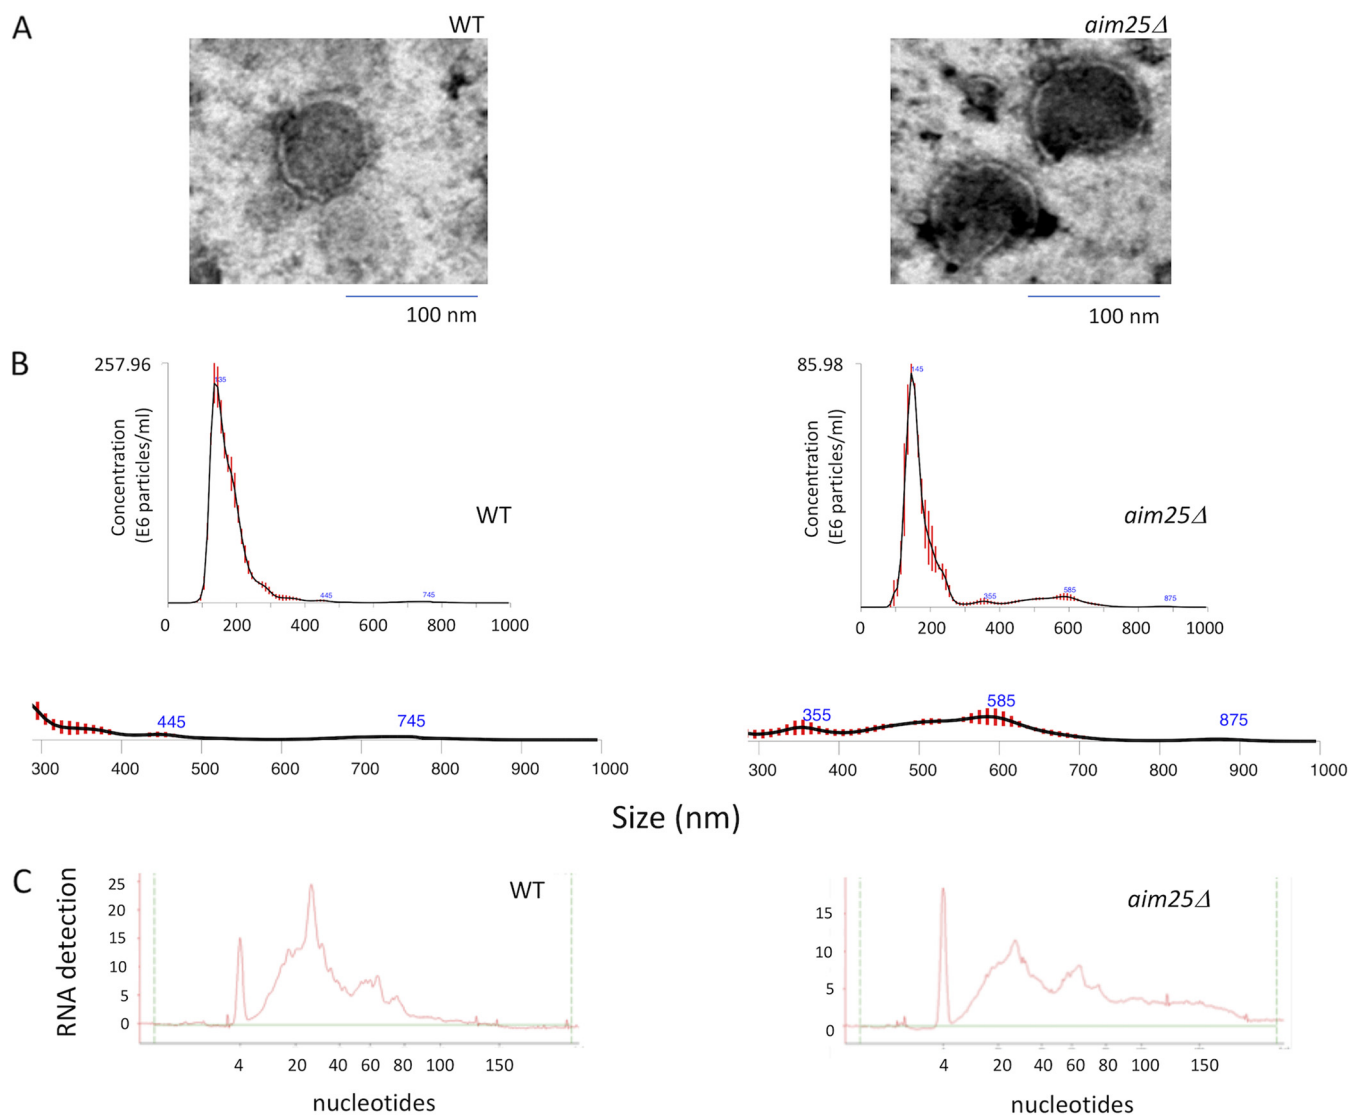 A
WT
aim25Δ
100 nm
100 nm
B
257.96
Concentration
(E6 particles/ml)
135
445
745
WT
0 200 400 600 800 1000
85.98
Concentration
(E6 particles/ml)
145
355
585
875
aim25Δ
0 200 400 600 800 1000
445
745
300 400 500 600 700 800 900 1000
355
585
875
300 400 500 600 700 800 900 1000
Size (nm)
C
RNA detection
WT
25
20
15
10
5
0
4 20 40 60 80 100 150
nucleotides
aim25Δ
15
10
5
0
4 20 40 60 80 100 150
nucleotides